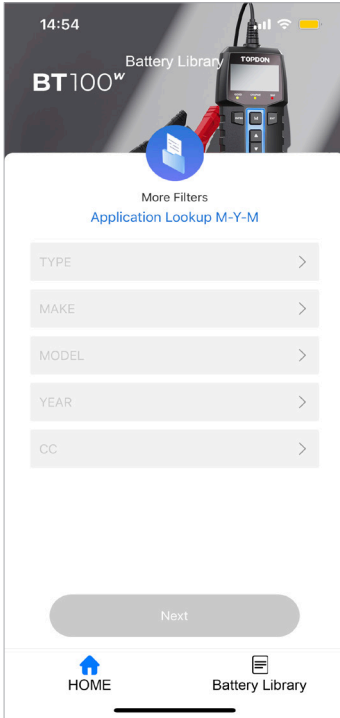 14:54
Battery Library
TOPDON
BT100w
More Filters
Application Lookup M-Y-M
TYPE
MAKE
MODEL
YEAR
CC
Next
HOME
Battery Library